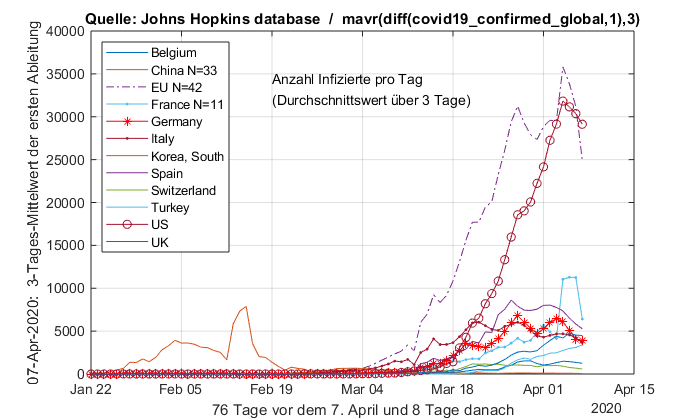 Quelle: Johns Hopkins database / mavr(diff(covid19_confirmed_global,1),3)
07-Apr-2020: 3-Tages-Mittelwert der ersten Ableitung
40000
35000
30000
25000
20000
15000
10000
5000
0
Belgium
China N=33
EU N=42
France N=11
Germany
Italy
Korea, South
Spain
Switzerland
Turkey
US
UK
Anzahl Infizierte pro Tag
(Durchschnittswert über 3 Tage)
Jan 22
Feb 05
Feb 19
Mar 04
Mar 18
Apr 01
Apr 15
2020
76 Tage vor dem 7. April und 8 Tage danach